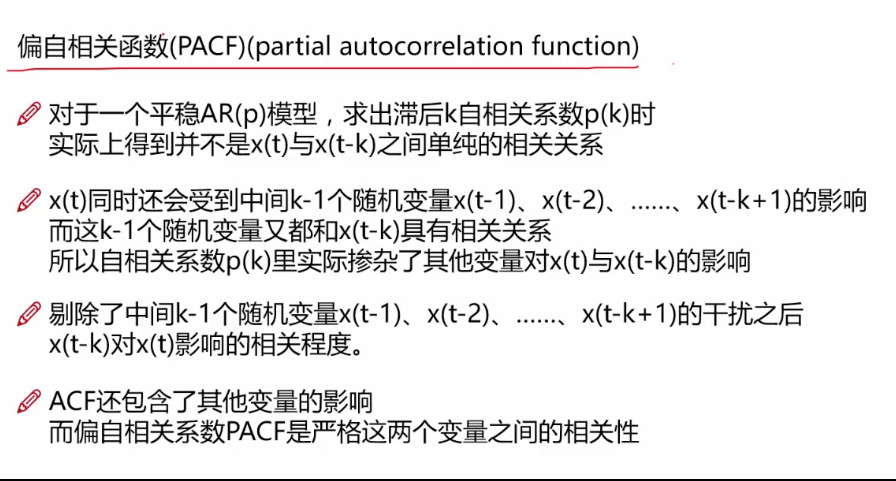 偏自相关函数(PACF)(partial autocorrelation function)
对于一个平稳AR(p)模型，求出滞后k自相关系数p(k)时
实际上得到并不是x(t)与x(t-k)之间单纯的相关关系
x(t)同时还会受到中间k-1个随机变量x(t-1)、x(t-2)、……、x(t-k+1)的影响
而这k-1个随机变量又都和x(t-k)具有相关关系
所以自相关系数p(k)里实际掺杂了其他变量对x(t)与x(t-k)的影响
剔除了中间k-1个随机变量x(t-1)、x(t-2)、……、x(t-k+1)的干扰之后
x(t-k)对x(t)影响的相关程度。
ACF还包含了其他变量的影响
而偏自相关系数PACF是严格这两个变量之间的相关性